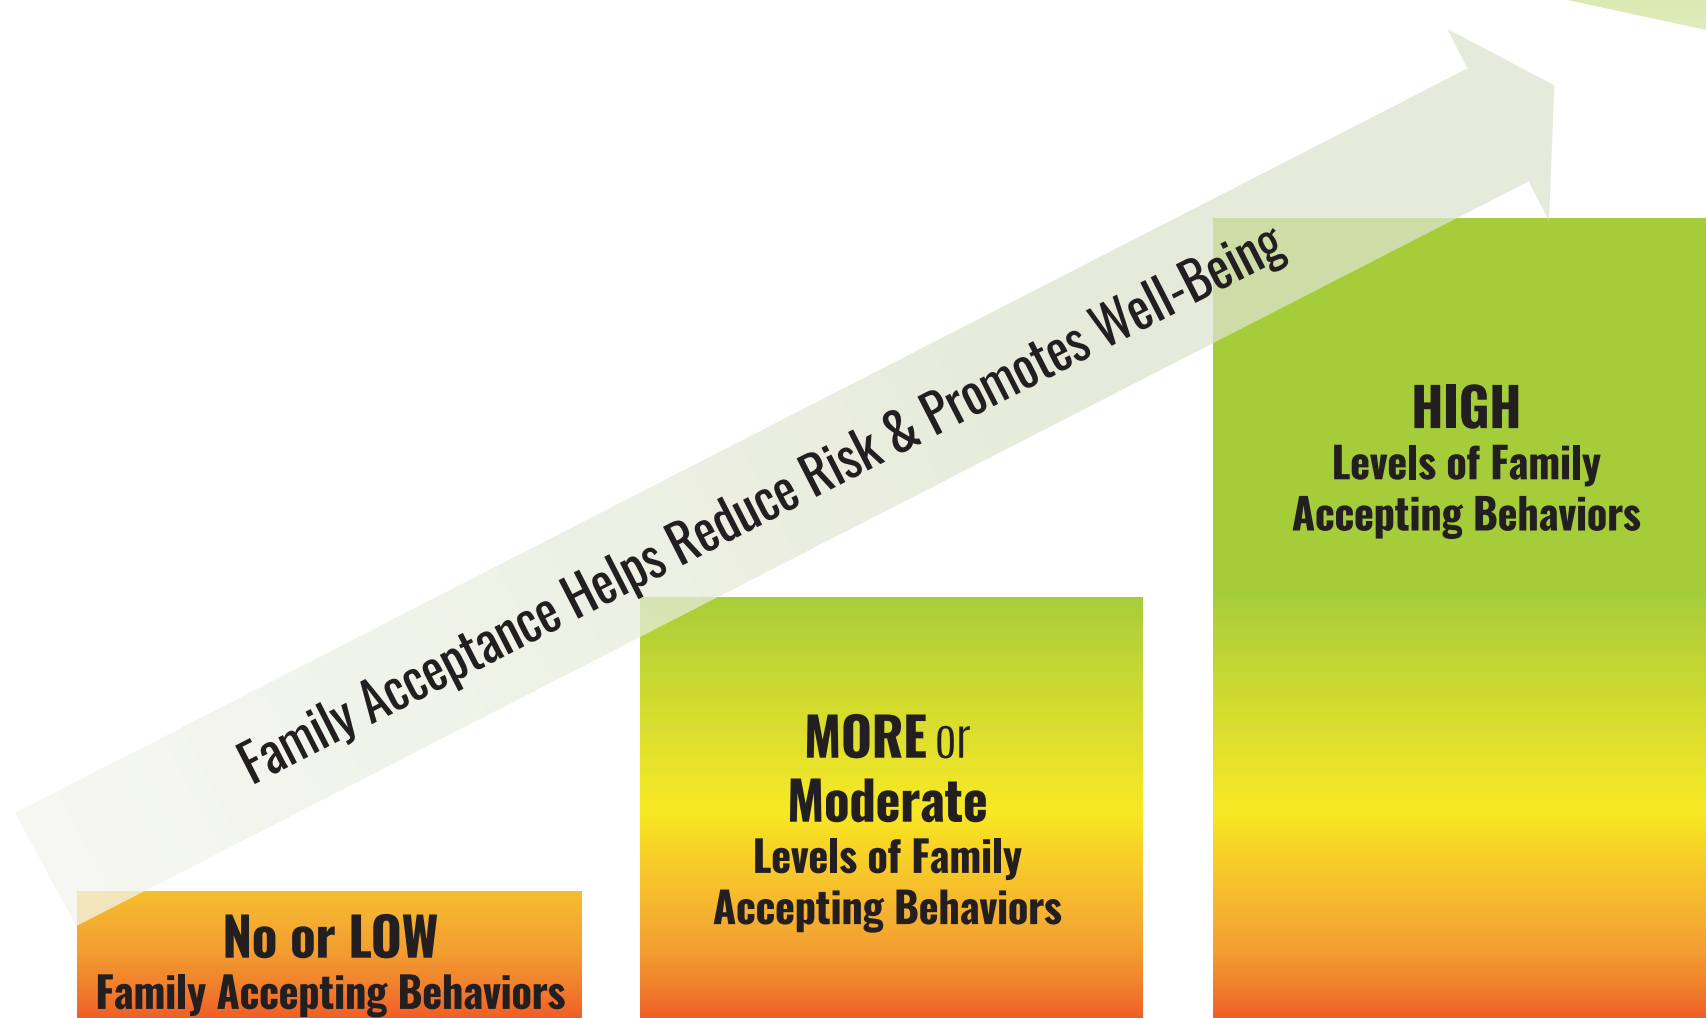 Family Acceptance Helps Reduce Risk & Promotes Well-Being
HIGH
Levels of Family
Accepting Behaviors
MORE or
Moderate
Levels of Family
Accepting Behaviors
No or LOW
Family Accepting Behaviors